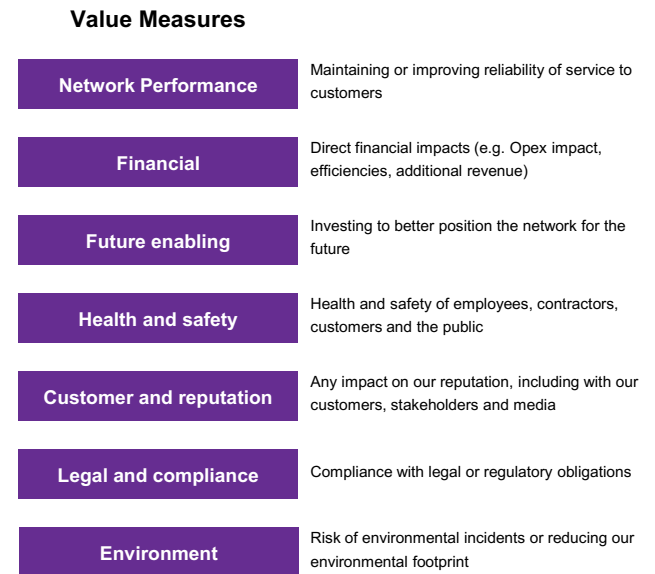 Value Measures
Network Performance
Maintaining or improving reliability of service to
customers
Financial
Direct financial impacts (e.g. Opex impact,
efficiencies, additional revenue)
Future enabling
Investing to better position the network for the
future
Health and safety
Health and safety of employees, contractors,
customers and the public
Customer and reputation
Any impact on our reputation, including with our
customers, stakeholders and media
Legal and compliance
Compliance with legal or regulatory obligations
Environment
Risk of environmental incidents or reducing our
environmental footprint